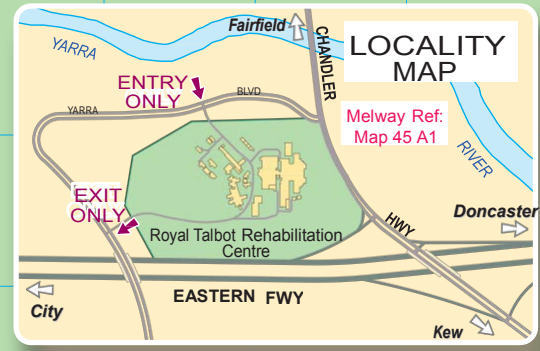 Fairfield
YARRA
CHANDLER
LOCALITY
MAP
ENTRY
ONLY
YARRA
BLVD
Melway Ref:
Map 45 A1
RIVER
EXIT
ONLY
Doncaster
HWY
Royal Talbot Rehabilitation
Centre
City
EASTERN FWY
Kew